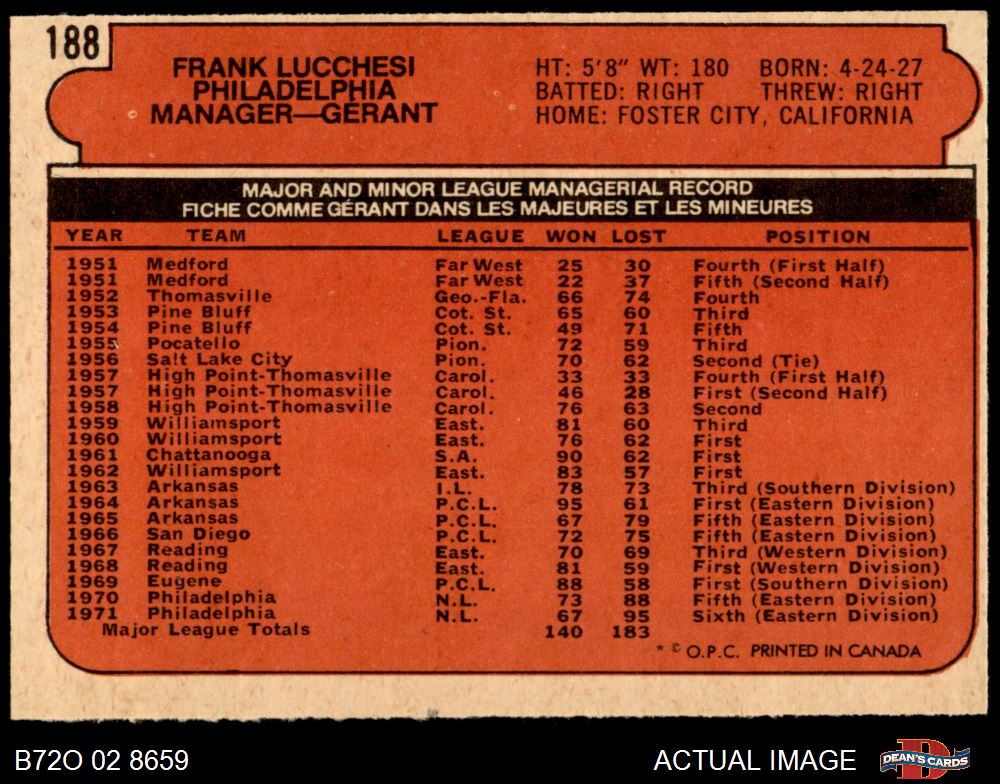 188
FRANK LUCCHESI
PHILADELPHIA
MANAGER—GÉRANT
HT: 5'8" WT: 180 BORN: 4-24-27
BATTED: RIGHT THREW: RIGHT
HOME: FOSTER CITY, CALIFORNIA
MAJOR AND MINOR LEAGUE MANAGERIAL RECORD
FICHE COMME GÉRANT DANS LES MAJEURES ET LES MINEURES
YEAR TEAM LEAGUE WON LOST POSITION
1951 Medford Far West 25 30 Fourth (First Half)
1951 Medford Far West 22 37 Fifth (Second Half)
1952 Thomasville Geo.-Fla. 66 74 Fourth
1953 Pine Bluff Cot. St. 65 60 Third
1954 Pine Bluff Cot. St. 49 71 Fifth
1955 Pocatello Pion. 72 59 Third
1956 Salt Lake City Pion. 70 62 Second (Tie)
1957 High Point-Thomasville Carol. 33 33 Fourth (First Half)
1957 High Point-Thomasville Carol. 46 28 First (Second Half)
1958 High Point-Thomasville Carol. 76 63 Second
1959 Williamsport East. 81 60 Third
1960 Williamsport East. 76 62 First
1961 Chattanooga S.A. 90 62 First
1962 Williamsport East. 83 57 First
1963 Arkansas I.L. 78 73 Third (Southern Division)
1964 Arkansas P.C.L. 95 61 First (Eastern Division)
1965 Arkansas P.C.L. 67 79 Fifth (Eastern Division)
1966 San Diego P.C.L. 72 75 Fifth (Eastern Division)
1967 Reading East. 70 69 Third (Western Division)
1968 Reading East. 81 59 First (Western Division)
1969 Eugene P.C.L. 88 58 First (Southern Division)
1970 Philadelphia N.L. 73 88 Fifth (Eastern Division)
1971 Philadelphia N.L. 67 95 Sixth (Eastern Division)
Major League Totals 140 183
* © O.P.C. PRINTED IN CANADA
B72O 02 8659 ACTUAL IMAGE D DEAN'S CARDS